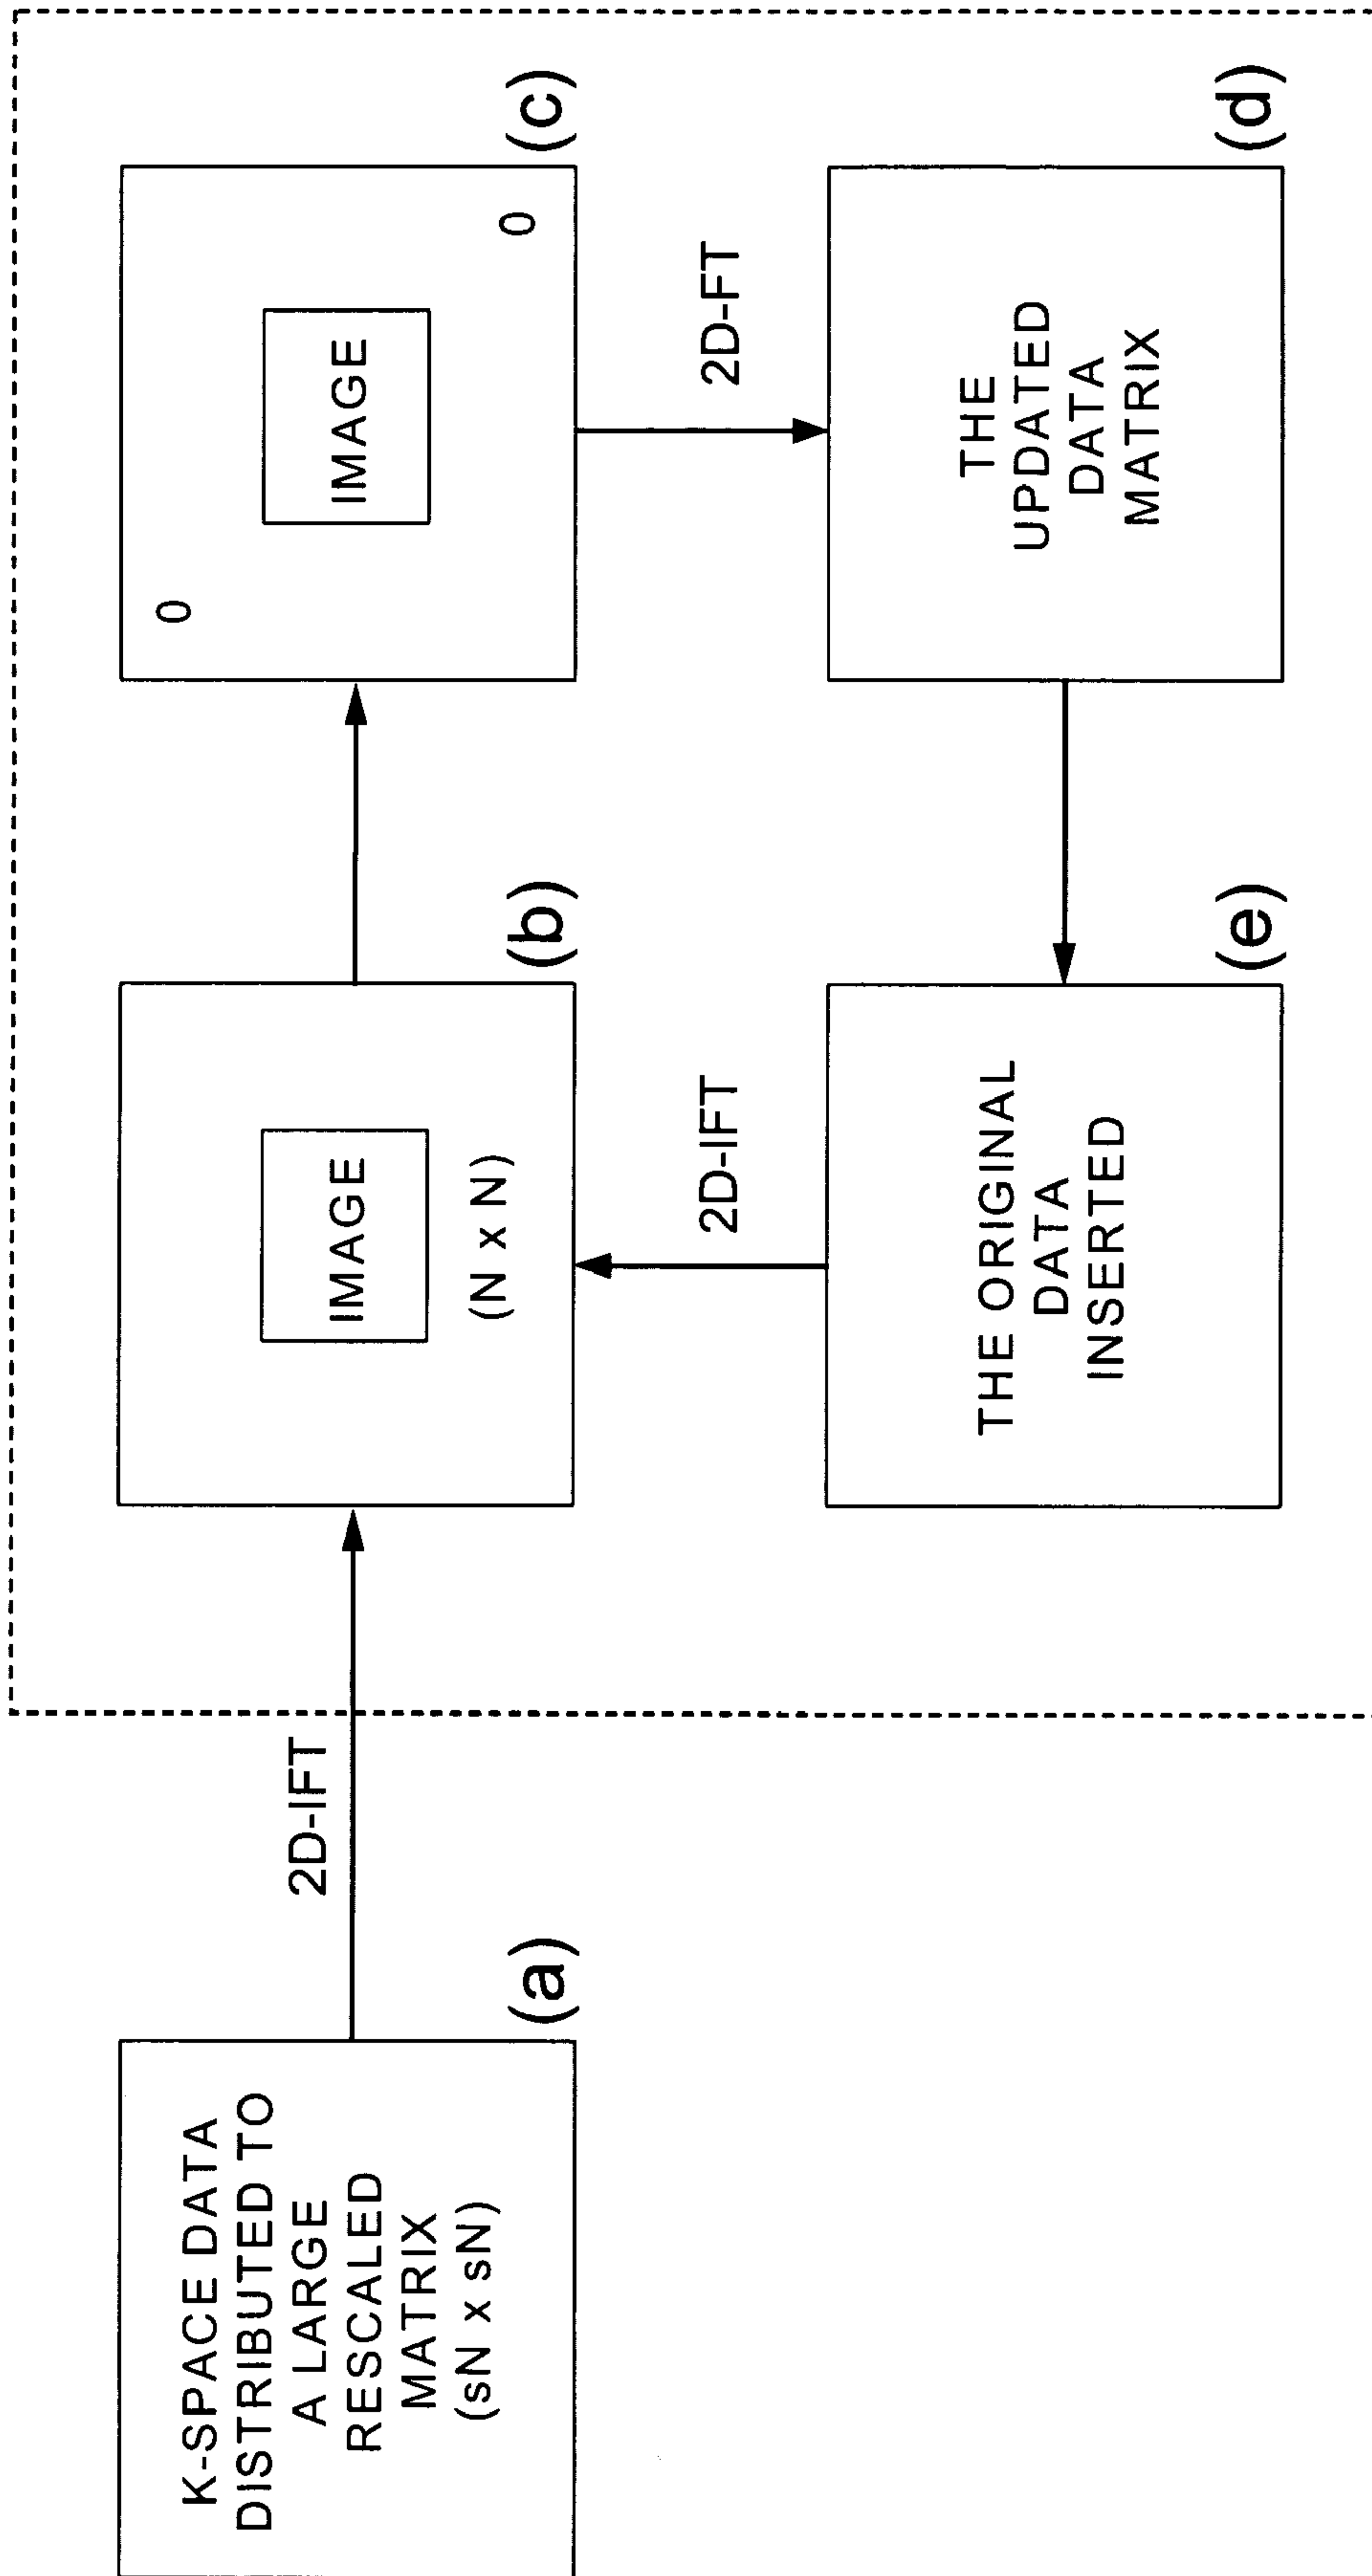 K-SPACE DATA
DISTRIBUTED TO
A LARGE
RESCALED
MATRIX
(sN x sN)
(a)
2D-IFT
IMAGE
(N x N)
(b)
0
IMAGE
0
(c)
2D-FT
THE
UPDATED
DATA
MATRIX
(d)
THE ORIGINAL
DATA
INSERTED
(e)
2D-IFT